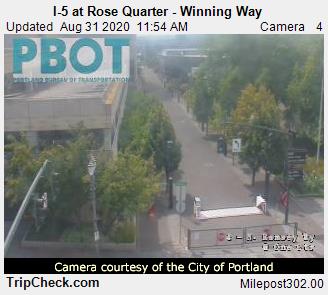 I-5 at Rose Quarter - Winning Way
Updated Aug 31 2020 11:54 AM Camera 4
PBOT
PORTLAND BUREAU OF TRANSPORTATION
Camera courtesy of the City of Portland
TripCheck.com Milepost302.00